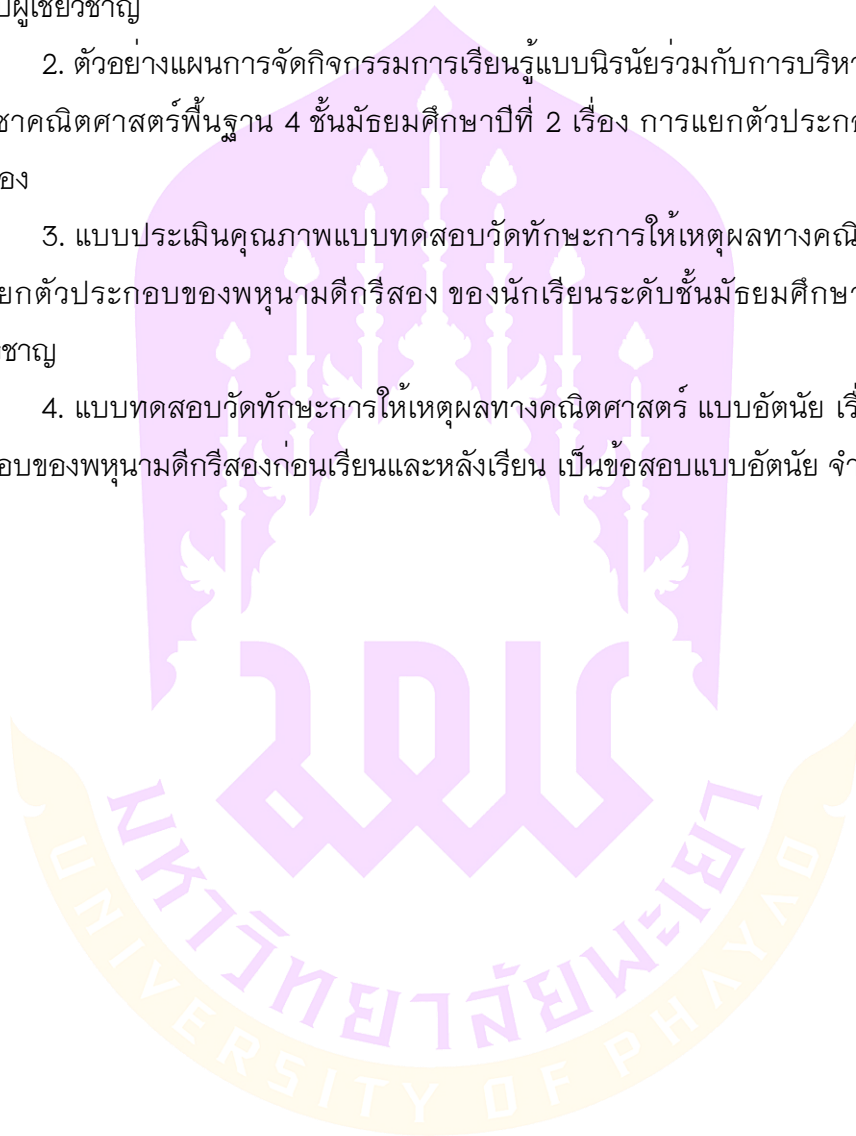 บผู้เชี่ยวชาญ
2. ตัวอย่างแผนการจัดกิจกรรมการเรียนรู้แบบนิรนัยร่วมกับการบริหา
ชาคณิตศาสตร์พื้นฐาน 4 ชั้นมัธยมศึกษาปีที่ 2 เรื่อง การแยกตัวประกอ
อง
3. แบบประเมินคุณภาพแบบทดสอบวัดทักษะการให้เหตุผลทางคณิ
ยกตัวประกอบของพหุนามดีกรีสอง ของนักเรียนระดับชั้นมัธยมศึกษา
วชาญ
4. แบบทดสอบวัดทักษะการให้เหตุผลทางคณิตศาสตร์ แบบอัตนัย เรื่
อบของพหุนามดีกรีสองก่อนเรียนและหลังเรียน เป็นข้อสอบแบบอัตนัย จำ
มหาวิทยาลัยพะเยา
UNIVERSITY OF PHAYAO